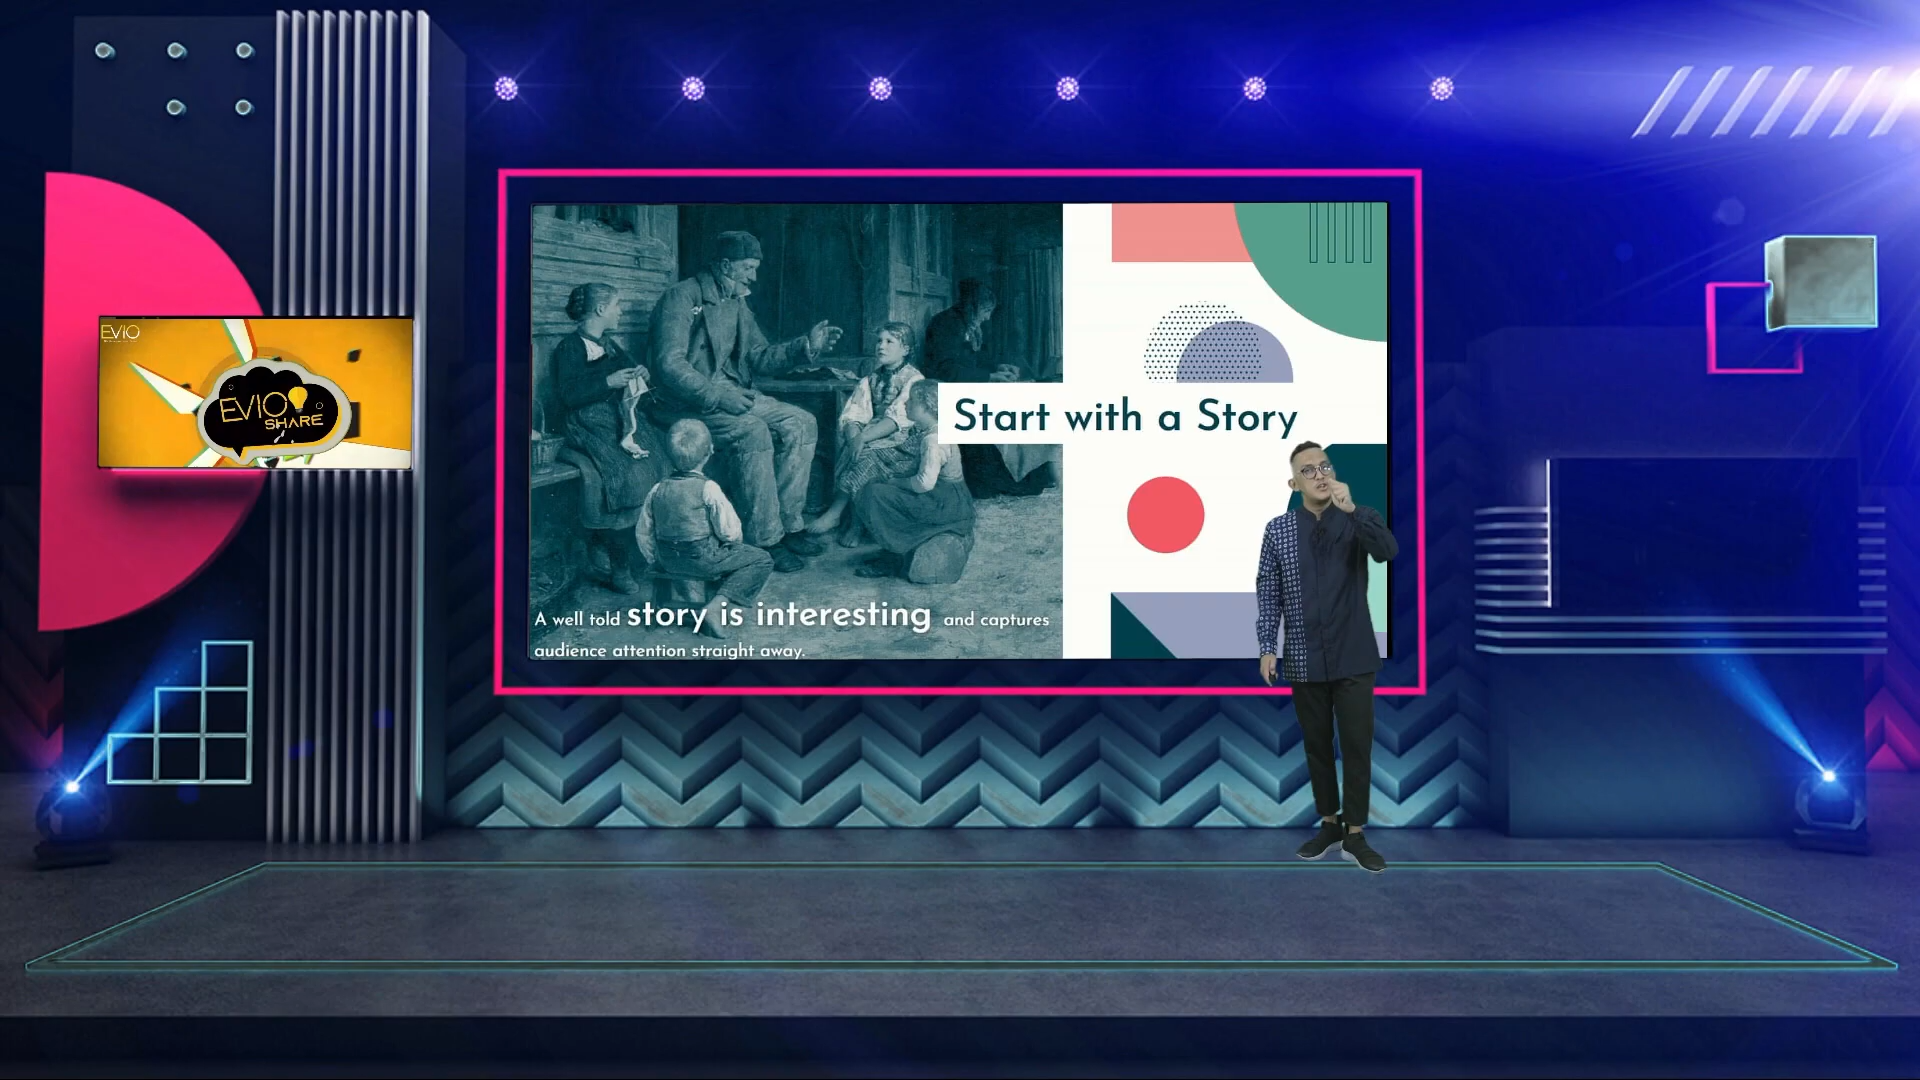 EVIO
EVIO
SHARE
Start with a Story
A well told story is interesting and captures
audience attention straight away.